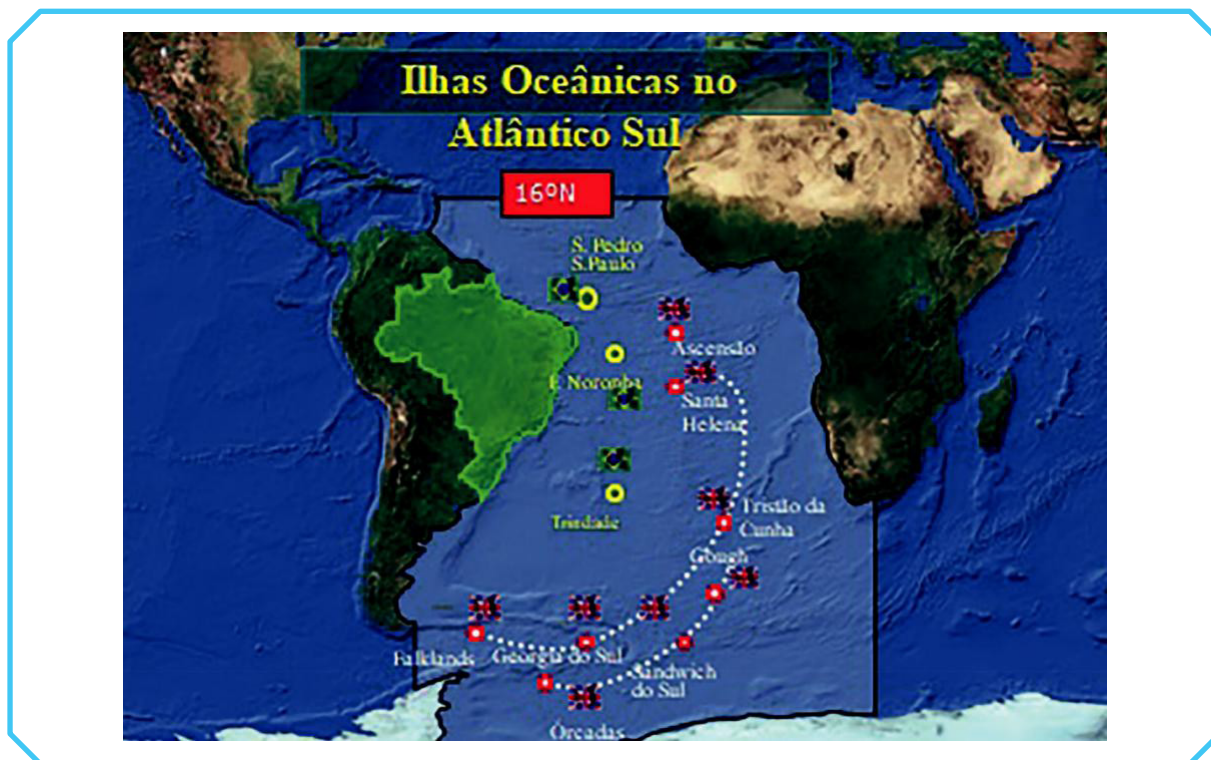 Ilhas Oceânicas no
Atlântico Sul
16ºN
S. Pedro
S.Paulo
Ascensão
F. Noronha
Santa
Helena
Tristão da
Cunha
Trindade
Gough
Falklands
Geórgia do Sul
Sandwich
do Sul
Órcadas